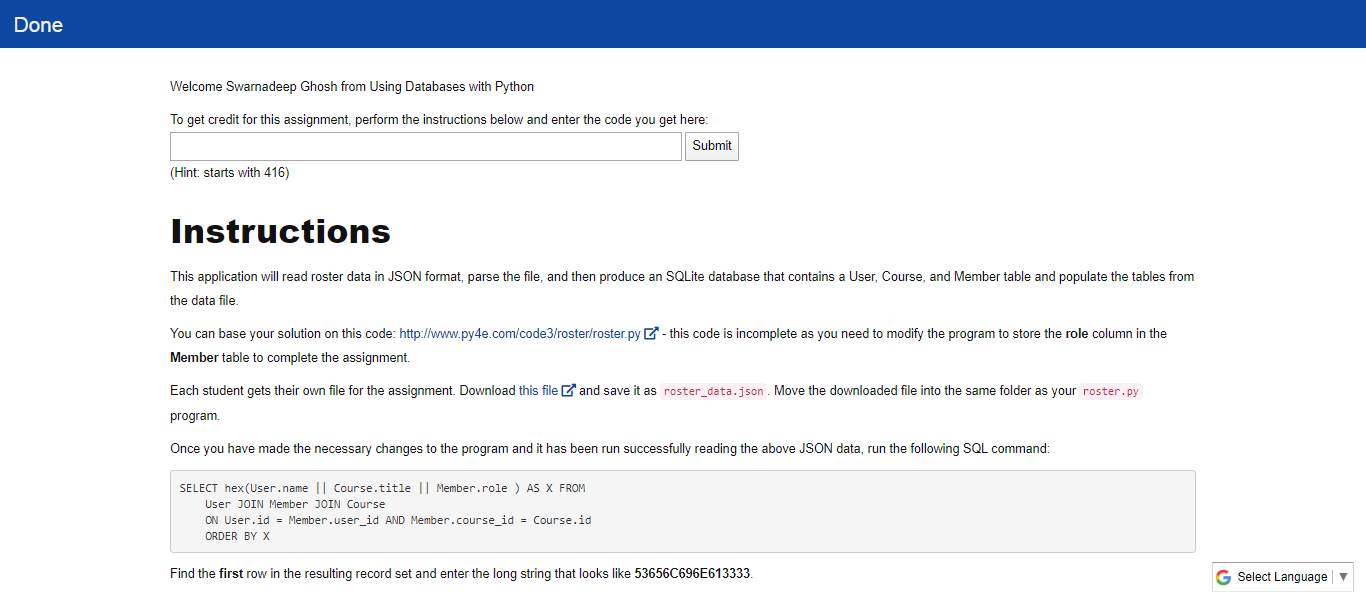 Done
Welcome Swarnadeep Ghosh from Using Databases with Python
To get credit for this assignment, perform the instructions below and enter the code you get here:
Submit
(Hint: starts with 416)
Instructions
This application will read roster data in JSON format, parse the file, and then produce an SQLite database that contains a User, Course, and Member table and populate the tables from
the data file.
You can base your solution on this code: http://www.py4e.com/code3/roster/roster.py - this code is incomplete as you need to modify the program to store the role column in the
Member table to complete the assignment.
Each student gets their own file for the assignment. Download this file and save it as roster_data.json . Move the downloaded file into the same folder as your roster.py
program.
Once you have made the necessary changes to the program and it has been run successfully reading the above JSON data, run the following SQL command:
SELECT hex(User.name || Course.title || Member.role ) AS X FROM
User JOIN Member JOIN Course
ON User.id = Member.user_id AND Member.course_id = Course.id
ORDER BY X
Find the first row in the resulting record set and enter the long string that looks like 53656C696E613333.
Select Language ▼